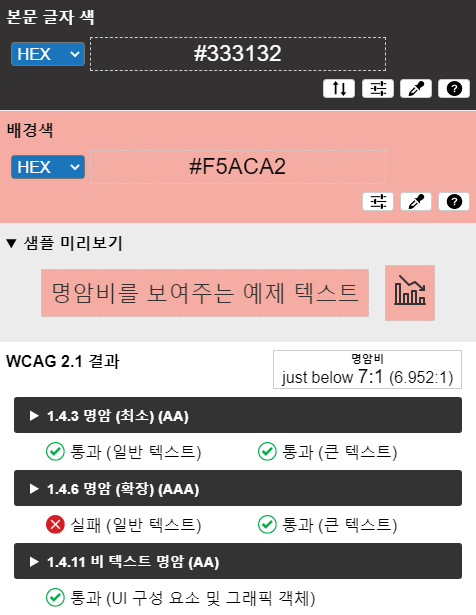 본문 글자 색
HEX #333132
배경색
HEX #F5ACA2
▼ 샘플 미리보기
명암비를 보여주는 예제 텍스트
WCAG 2.1 결과
명암비
just below 7:1 (6.952:1)
▶ 1.4.3 명암 (최소) (AA)
통과 (일반 텍스트) 통과 (큰 텍스트)
▶ 1.4.6 명암 (확장) (AAA)
실패 (일반 텍스트) 통과 (큰 텍스트)
▶ 1.4.11 비 텍스트 명암 (AA)
통과 (UI 구성 요소 및 그래픽 객체)